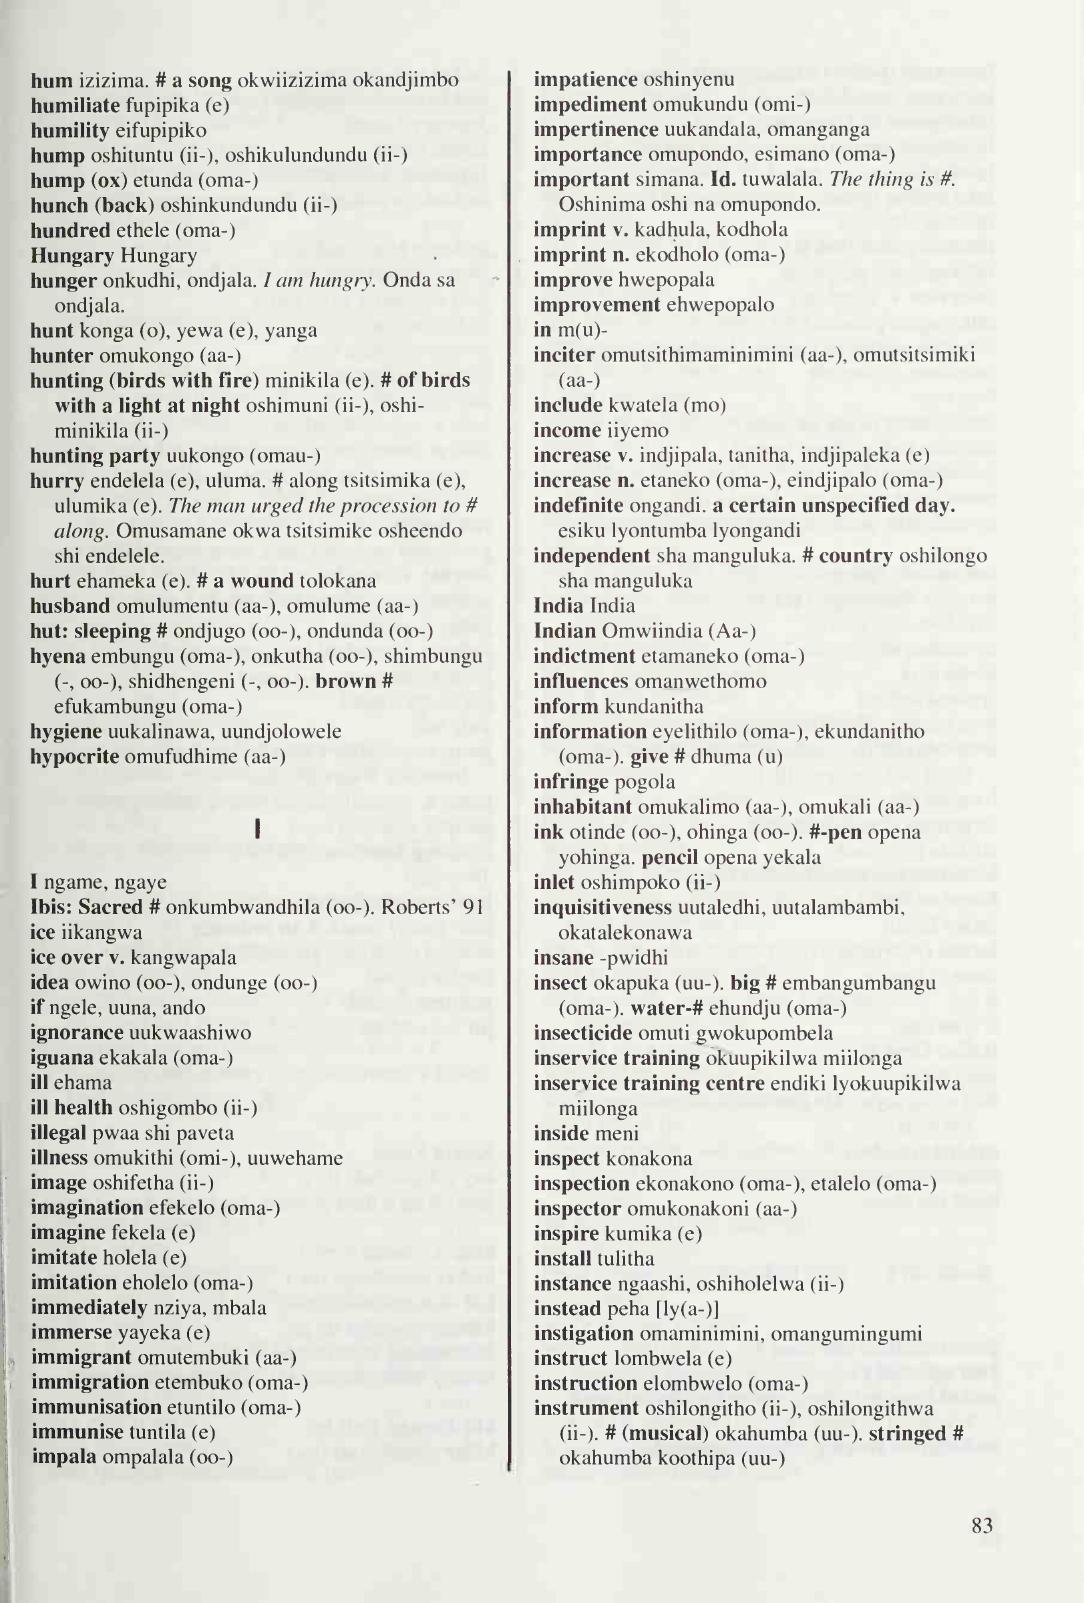 hum izizima. # a song okwiizizima okandjimbo
humiliate fupipika (e)
humility eifupipiko
hump oshituntu (ii-), oshikulundundu (ii-)
hump (ox) etunda (oma-)
hunch (back) oshinkundundu (ii-)
hundred ethele (oma-)
Hungary Hungary
hunger onkudhi, ondjala. I am hungry. Onda sa
ondjala.
hunt konga (o), yewa (e), yanga
hunter omukongo (aa-)
hunting (birds with fire) minikila (e). # of birds
with a light at night oshimuni (ii-), oshi-
minikila (ii-)
hunting party uukongo (omau-)
hurry endelela (e), uluma. # along tsitsimika (e),
ulumika (e). The man urged the procession to #
along. Omusamane okwa tsitsimike osheendo
shi endelele.
hurt ehameka (e). # a wound tolokana
husband omulumentu (aa-), omulume (aa-)
hut: sleeping # ondjugo (oo-), ondunda (oo-)
hyena embungu (oma-), onkutha (oo-), shimbungu
(-, oo-), shidhengeni (-, oo-). brown #
efukambungu (oma-)
hygiene uukalinawa, uundjolowele
hypocrite omufudhime (aa-)
I
I ngame, ngaye
Ibis: Sacred # onkumbwandhila (oo-). Roberts' 91
ice iikangwa
ice over v. kangwapala
idea owino (oo-), ondunge (oo-)
if ngele, uuna, ando
ignorance uukwaashiwo
iguana ekakala (oma-)
ill ehama
ill health oshigombo (ii-)
illegal pwaa shi paveta
illness omukithi (omi-), uuwehame
image oshifetha (ii-)
imagination efekelo (oma-)
imagine fekela (e)
imitate holela (e)
imitation eholelo (oma-)
immediately nziya, mbala
immerse yayeka (e)
immigrant omutembuki (aa-)
immigration etembuko (oma-)
immunisation etuntilo (oma-)
immunise tuntila (e)
impala ompalala (oo-)
impatience oshinyenu
impediment omukundu (omi-)
impertinence uukandala, omanganga
importance omupondo, esimano (oma-)
important simana. Id. tuwalala. The thing is #.
Oshinima oshi na omupondo.
imprint v. kadhula, kodhola
imprint n. ekodholo (oma-)
improve hwepopala
improvement ehwepopalo
in m(u)-
inciter omutsithimaminimini (aa-), omutsitsimiki
(aa-)
include kwatela (mo)
income iiyemo
increase v. indjipala, tanitha, indjipaleka (e)
increase n. etaneko (oma-), eindjipalo (oma-)
indefinite ongandi. a certain unspecified day.
esiku lyontumba lyongandi
independent sha manguluka. # country oshilongo
sha manguluka
India India
Indian Omwiindia (Aa-)
indictment etamaneko (oma-)
influences omanwethomo
inform kundanitha
information eyelithilo (oma-), ekundanitho
(oma-). give # dhuma (u)
infringe pogola
inhabitant omukalimo (aa-), omukali (aa-)
ink otinde (oo-), ohinga (oo-). #-pen opena
yohinga. pencil opena yekala
inlet oshimpoko (ii-)
inquisitiveness uutaledhi, uutalambambi,
okatalekonawa
insane -pwidhi
insect okapuka (uu-). big # embangumbangu
(oma-). water-# ehundju (oma-)
insecticide omuti gwokupombela
inservice training okuupikilwa miilonga
inservice training centre endiki lyokuupikilwa
miilonga
inside meni
inspect konakona
inspection ekonakono (oma-), etalelo (oma-)
inspector omukonakoni (aa-)
inspire kumika (e)
install tulitha
instance ngaashi, oshiholelwa (ii-)
instead peha [ly(a-)]
instigation omaminimini, omangumingumi
instruct lombwela (e)
instruction elombwelo (oma-)
instrument oshilongitho (ii-), oshilongithwa
(ii-). # (musical) okahumba (uu-). stringed #
okahumba koothipa (uu-)
83